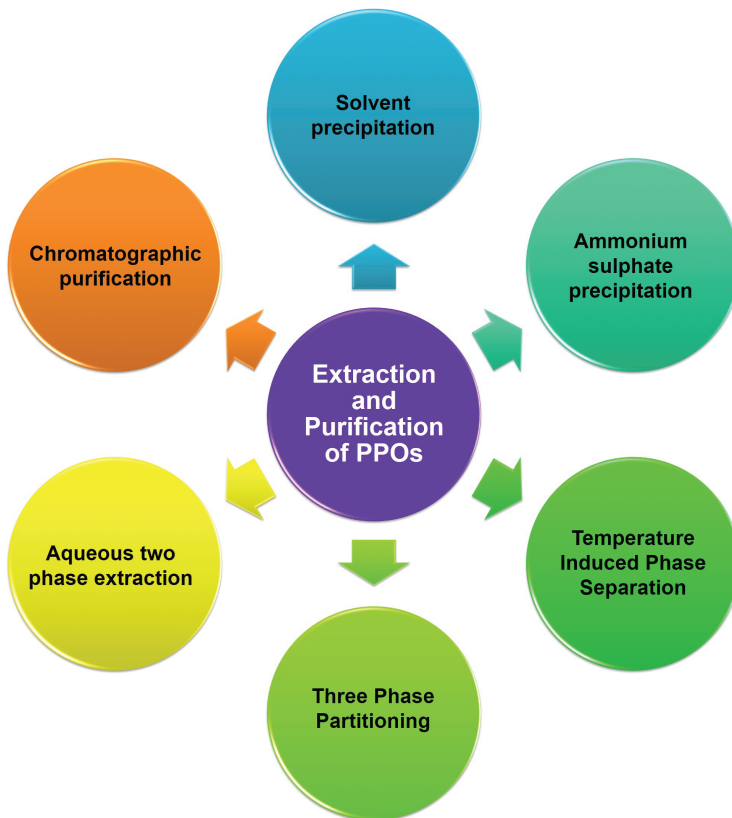 Solvent
precipitation
Chromatographic
purification
Ammonium
sulphate
precipitation
Extraction
and
Purification
of PPOs
Aqueous two
phase extraction
Temperature
Induced Phase
Separation
Three Phase
Partitioning